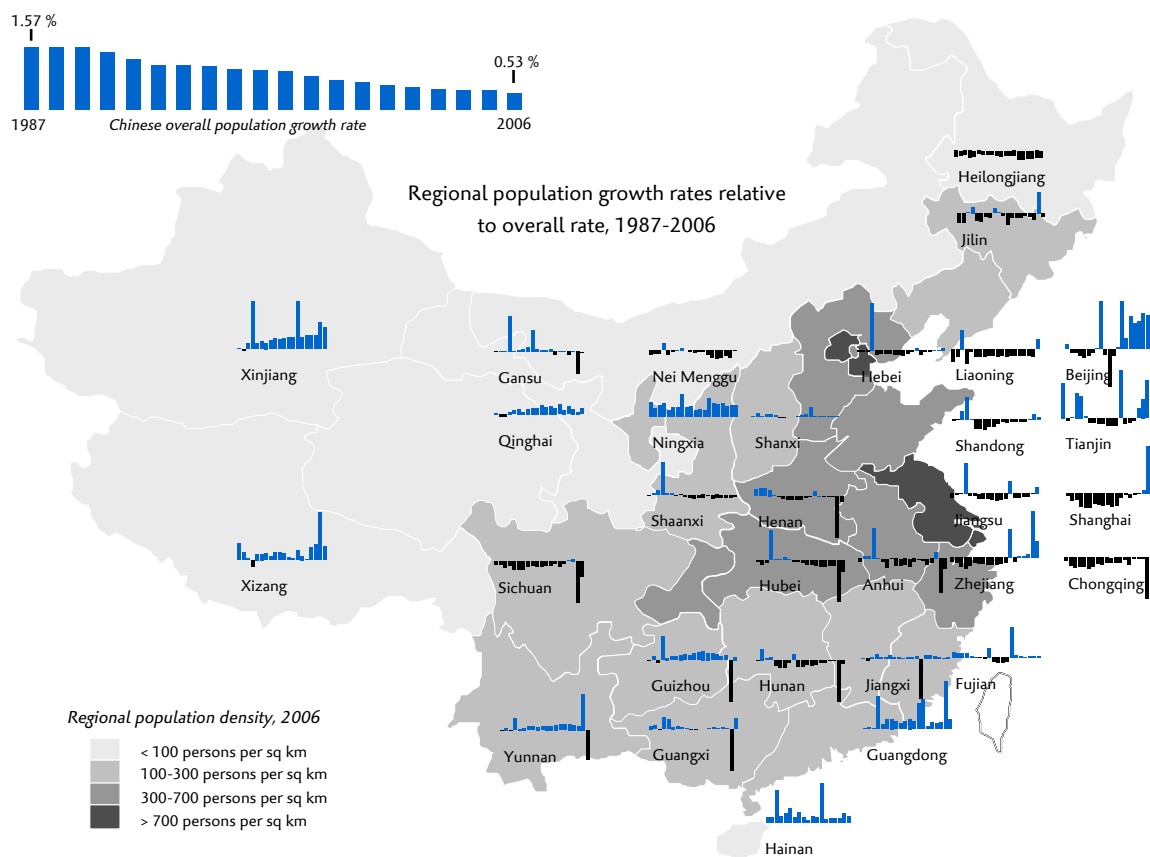 1.57 %
0.53 %
1987
Chinese overall population growth rate
2006
Regional population growth rates relative
to overall rate, 1987-2006
Heilongjiang
Jilin
Xinjiang
Gansu
Nei Menggu
Hebei
Liaoning
Beijing
Qinghai
Ningxia
Shanxi
Shandong
Tianjin
Shaanxi
Henan
Jiangsu
Shanghai
Xizang
Sichuan
Hubei
Anhui
Zhejiang
Chongqing
Guizhou
Hunan
Jiangxi
Fujian
Yunnan
Guangxi
Guangdong
Hainan
Regional population density, 2006
< 100 persons per sq km
100-300 persons per sq km
300-700 persons per sq km
> 700 persons per sq km